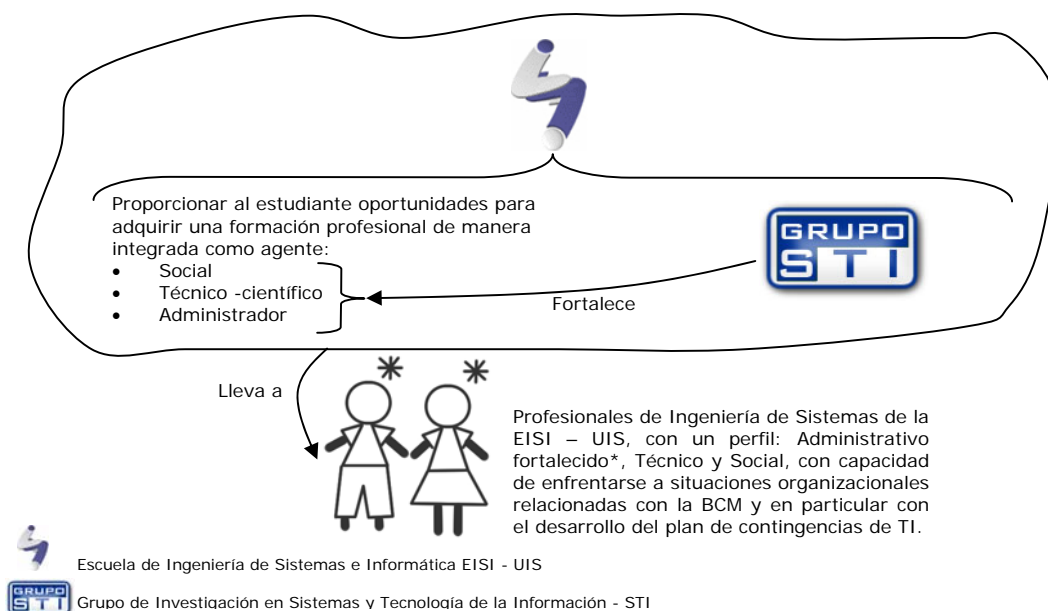 Proporcionar al estudiante oportunidades para
adquirir una formación profesional de manera
integrada como agente:
• Social
• Técnico -científico
• Administrador
GRUPO
STI
Fortalece
Lleva a
Profesionales de Ingeniería de Sistemas de la
EISI – UIS, con un perfil: Administrativo
fortalecido*, Técnico y Social, con capacidad
de enfrentarse a situaciones organizacionales
relacionadas con la BCM y en particular con
el desarrollo del plan de contingencias de TI.
Escuela de Ingeniería de Sistemas e Informática EISI - UIS
GRUPO
STI
Grupo de Investigación en Sistemas y Tecnología de la Información - STI